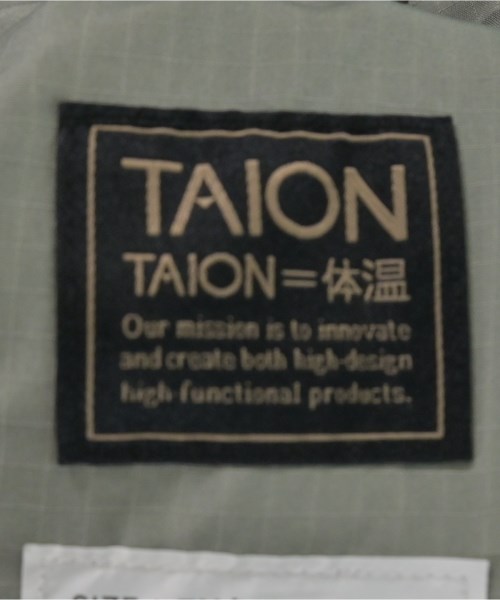 TAION
TAION=体温
Our mission is to innovate
and create both high-design
high-functional products.